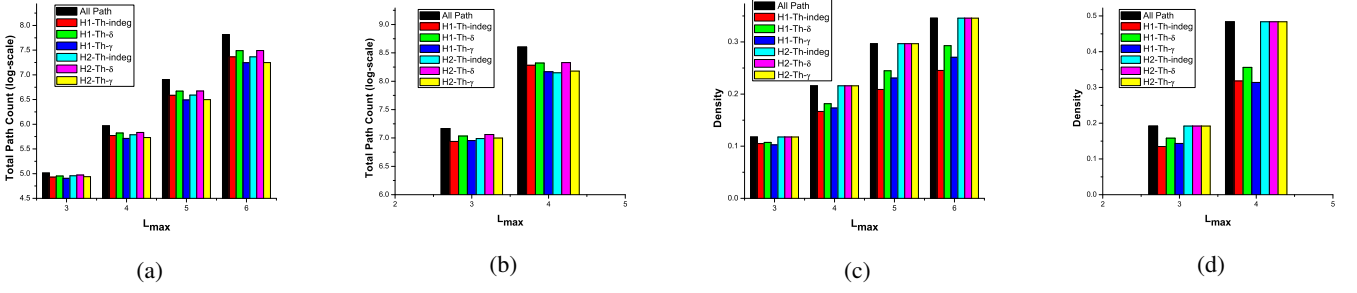 Total Path Count (log-scale)
8.0
7.5
7.0
6.5
6.0
5.5
5.0
4.5
All Path
H1-Th-indeg
H1-Th-δ
H1-Th-γ
H2-Th-indeg
H2-Th-δ
H2-Th-γ
3 4 5 6
Lmax
(a)
Total Path Count (log-scale)
9.0
8.5
8.0
7.5
7.0
6.5
6.0
All Path
H1-Th-indeg
H1-Th-δ
H1-Th-γ
H2-Th-indeg
H2-Th-δ
H2-Th-γ
2 3 4 5
Lmax
(b)
Density
0.3
0.2
0.1
0.0
All Path
H1-Th-indeg
H1-Th-δ
H1-Th-γ
H2-Th-indeg
H2-Th-δ
H2-Th-γ
3 4 5 6
Lmax
(c)
Density
0.5
0.4
0.3
0.2
0.1
0.0
All Path
H1-Th-indeg
H1-Th-δ
H1-Th-γ
H2-Th-indeg
H2-Th-δ
H2-Th-γ
2 3 4 5
Lmax
(d)